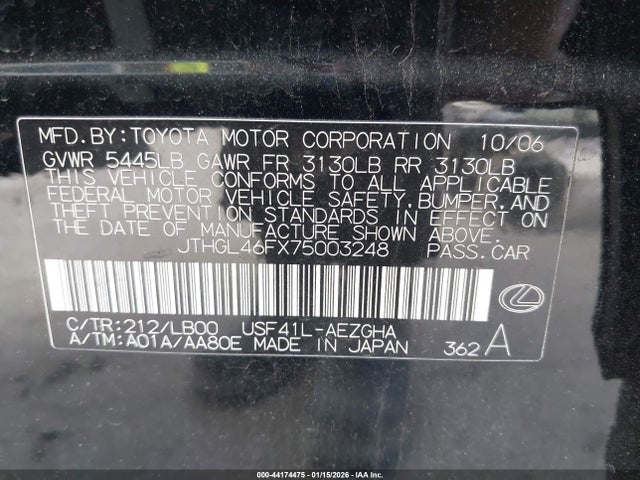 MFD.BY:TOYOTA MOTOR CORPORATION 10/06
GVWR 5445LB GAWR FR 3130LB RR 3130LB
THIS VEHICLE CONFORMS TO ALL APPLICABLE
FEDERAL MOTOR VEHICLE SAFETY,BUMPER,AND
THEFT PREVENTION STANDARDS IN EFFECT ON
THE DATE OF MANUFACTURE SHOWN ABOVE.
JTHGL46FX75003248 PASS.CAR
C/TR:212/LB00 USF41L-AEZGHA
A/TM:A01A/AA80E MADE IN JAPAN 362A
000-44174475 - 01/15/2026 - IAA Inc.